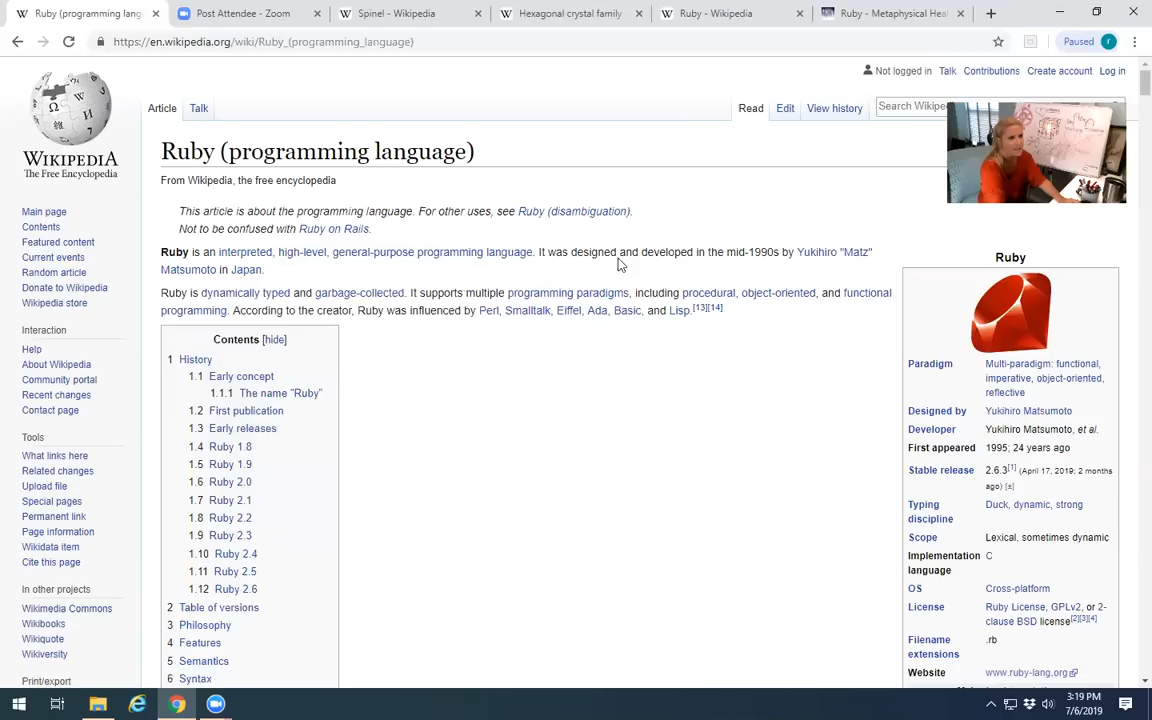 Ruby (programming lang
Post Attendee - Zoom
Spinel - Wikipedia
Hexagonal crystal family
Ruby - Wikipedia
Ruby - Metaphysical Heal
https://en.wikipedia.org/wiki/Ruby_(programming_language)
Paused
r
Not logged in Talk Contributions Create account Log in
Article Talk
Read Edit View history
Search Wikipe
WIKIPEDIA
The Free Encyclopedia
Main page
Contents
Featured content
Current events
Random article
Donate to Wikipedia
Wikipedia store
Interaction
Help
About Wikipedia
Community portal
Recent changes
Contact page
Tools
What links here
Related changes
Upload file
Special pages
Permanent link
Page information
Wikidata item
Cite this page
In other projects
Wikimedia Commons
Wikibooks
Wikiquote
Wikiversity
Print/export
Ruby (programming language)
From Wikipedia, the free encyclopedia
This article is about the programming language. For other uses, see Ruby (disambiguation).
Not to be confused with Ruby on Rails.
Ruby is an interpreted, high-level, general-purpose programming language. It was designed and developed in the mid-1990s by Yukihiro "Matz"
Matsumoto in Japan.
Ruby is dynamically typed and garbage-collected. It supports multiple programming paradigms, including procedural, object-oriented, and functional
programming. According to the creator, Ruby was influenced by Perl, Smalltalk, Eiffel, Ada, Basic, and Lisp.[13][14]
Contents [hide]
1 History
1.1 Early concept
1.1.1 The name "Ruby"
1.2 First publication
1.3 Early releases
1.4 Ruby 1.8
1.5 Ruby 1.9
1.6 Ruby 2.0
1.7 Ruby 2.1
1.8 Ruby 2.2
1.9 Ruby 2.3
1.10 Ruby 2.4
1.11 Ruby 2.5
1.12 Ruby 2.6
2 Table of versions
3 Philosophy
4 Features
5 Semantics
6 Syntax
Ruby
Paradigm Multi-paradigm: functional,
imperative, object-oriented,
reflective
Designed by Yukihiro Matsumoto
Developer Yukihiro Matsumoto, et al.
First appeared 1995; 24 years ago
Stable release 2.6.3[1] (April 17, 2019; 2 months
ago) [±]
Typing Duck, dynamic, strong
discipline
Scope Lexical, sometimes dynamic
Implementation C
language
OS Cross-platform
License Ruby License, GPLv2, or 2-
clause BSD license[2][3][4]
Filename .rb
extensions
Website www.ruby-lang.org
3:19 PM
7/6/2019